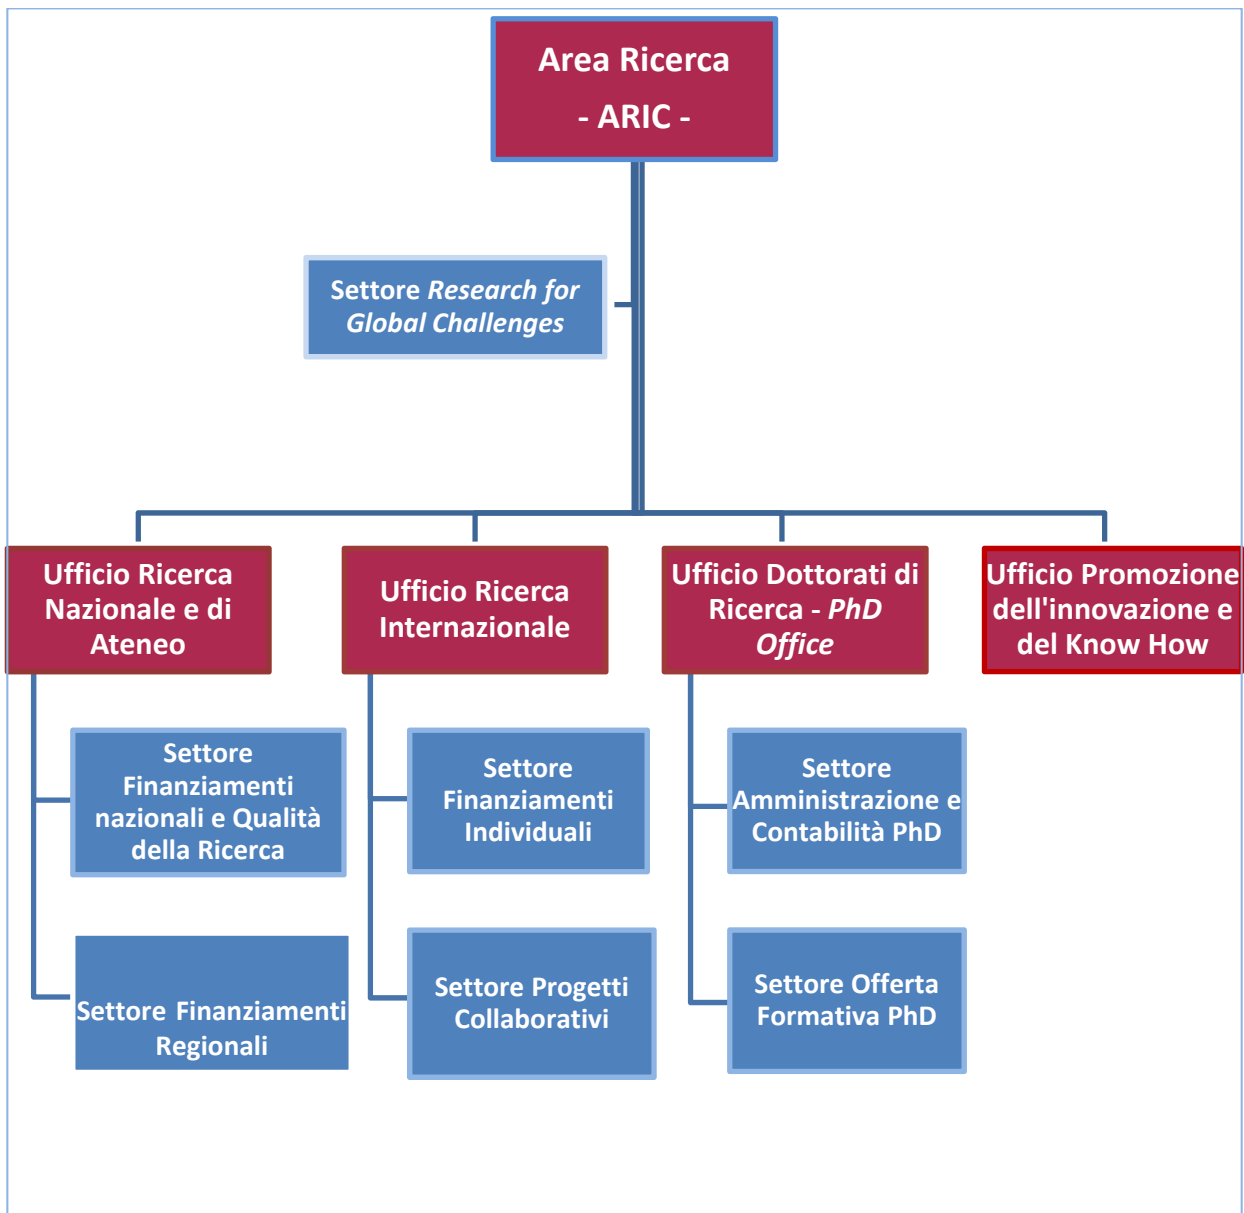 Area Ricerca
- ARIC -
Settore Research for
Global Challenges
Ufficio Ricerca
Nazionale e di
Ateneo
Ufficio Ricerca
Internazionale
Ufficio Dottorati di
Ricerca - PhD
Office
Ufficio Promozione
dell'innovazione e
del Know How
Settore
Finanziamenti
nazionali e Qualità
della Ricerca
Settore
Finanziamenti
Individuali
Settore
Amministrazione e
Contabilità PhD
Settore Finanziamenti
Regionali
Settore Progetti
Collaborativi
Settore Offerta
Formativa PhD